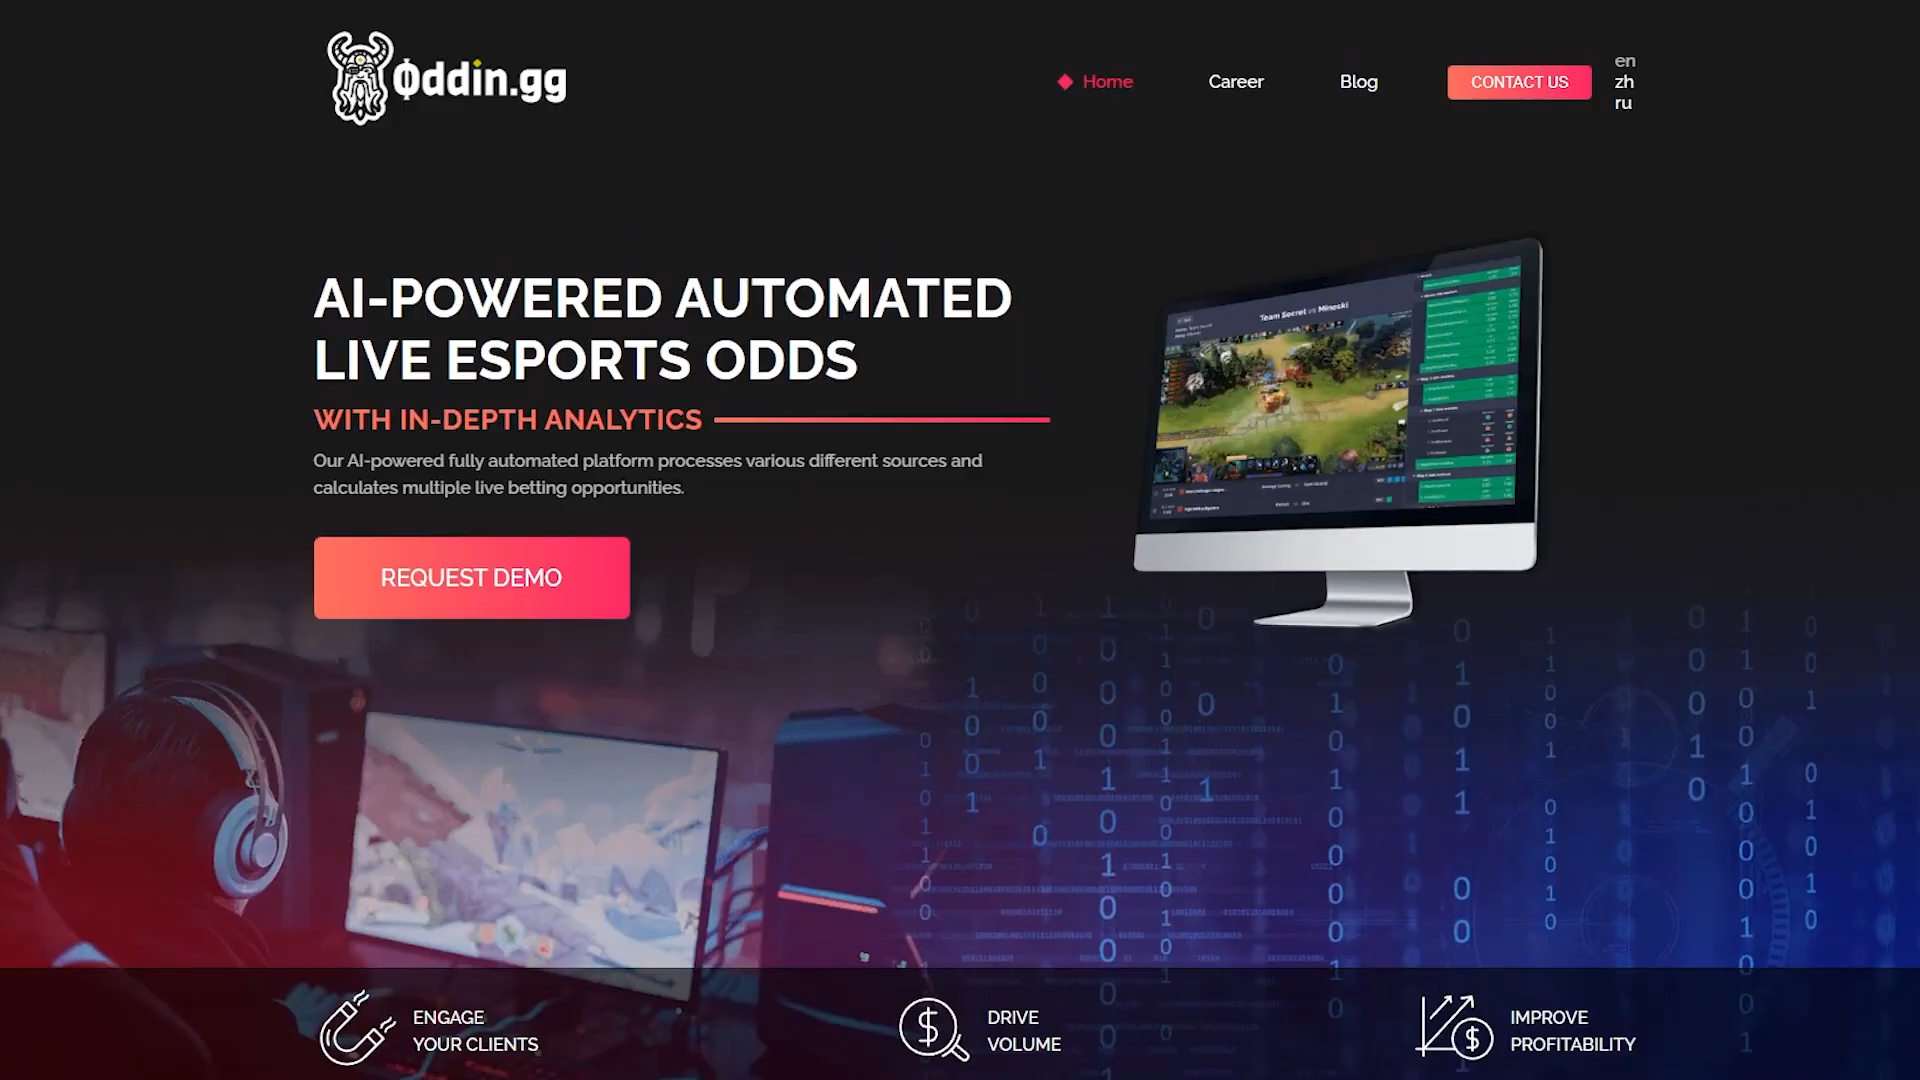 Øddin.gg
Home
Career
Blog
CONTACT US
en
zh
ru
AI-POWERED AUTOMATED
LIVE ESPORTS ODDS
WITH IN-DEPTH ANALYTICS
Our AI-powered fully automated platform processes various different sources and
calculates multiple live betting opportunities.
REQUEST DEMO
Team Secret vs Mineski
ENGAGE
YOUR CLIENTS
DRIVE
VOLUME
IMPROVE
PROFITABILITY